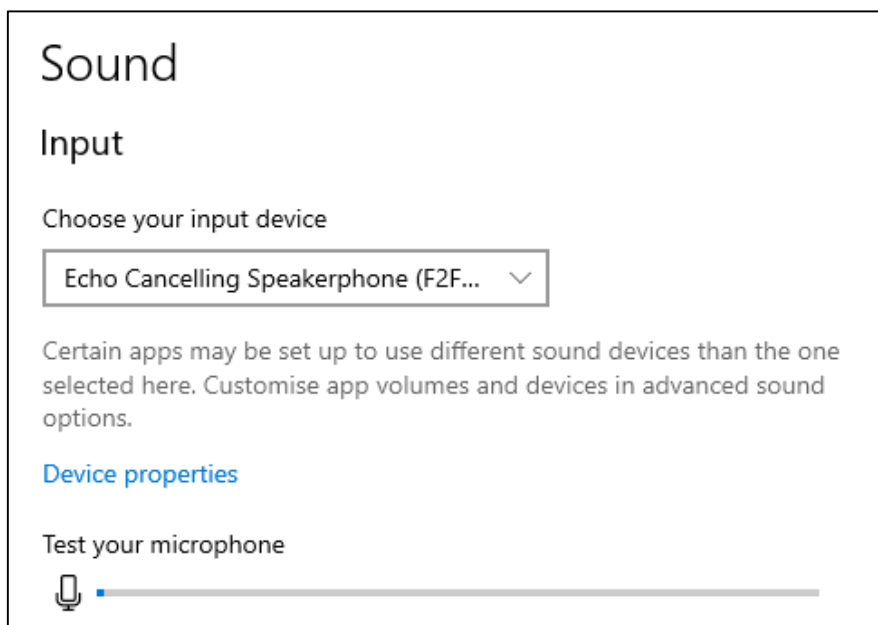 Sound
Input
Choose your input device
Echo Cancelling Speakerphone (F2F...
Certain apps may be set up to use different sound devices than the one
selected here. Customise app volumes and devices in advanced sound
options.
Device properties
Test your microphone